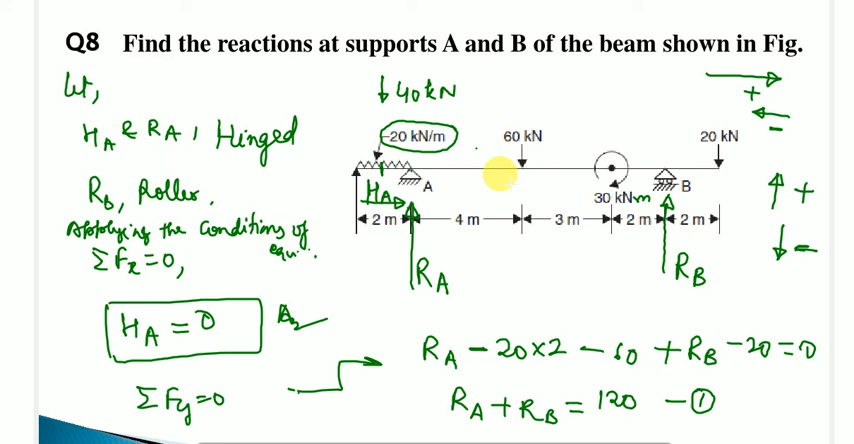 Q8 Find the reactions at supports A and B of the beam shown in Fig.
Let,
↓40kN
+
-
HA & RA, Hinged
20 kN/m
60 kN
20 kN
A
B
RB, Roller.
HA
30 kNm
↑ +
↓ -
2 m
4 m
3 m
2 m
2 m
Applying the conditions of
equi.
ΣFx=0,
RA
RB
HA = 0
RA - 20×2 - 60 + RB - 20 = 0
ΣFy=0
RA + RB = 120 - ①